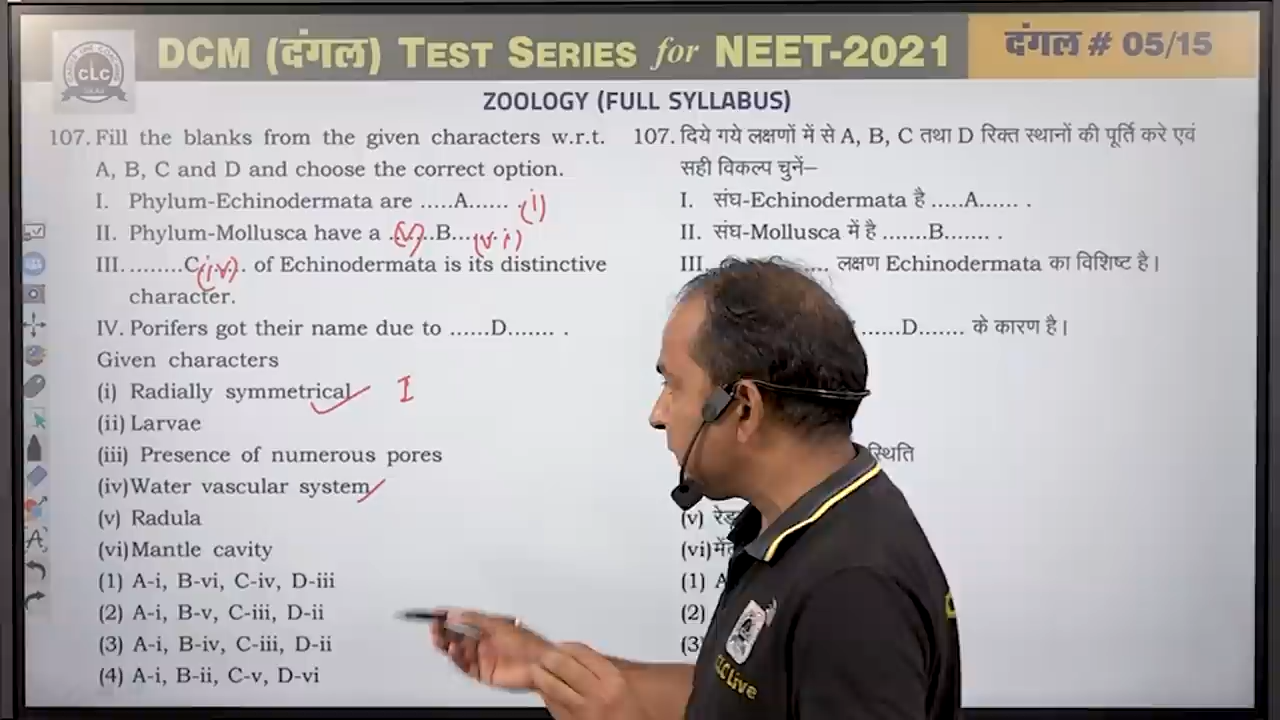 DCM (दंगल) TEST SERIES for NEET-2021
दंगल # 05/15
CLC
ZOOLOGY (FULL SYLLABUS)
107. Fill the blanks from the given characters w.r.t.
A, B, C and D and choose the correct option.
I. Phylum-Echinodermata are .....A...... . (i)
II. Phylum-Mollusca have a .(v)..B... (vi)
III. ........C(iv). of Echinodermata is its distinctive
character.
IV. Porifers got their name due to ......D....... .
Given characters
(i) Radially symmetrical I
(ii) Larvae
(iii) Presence of numerous pores
(iv) Water vascular system
(v) Radula
(vi) Mantle cavity
(1) A-i, B-vi, C-iv, D-iii
(2) A-i, B-v, C-iii, D-ii
(3) A-i, B-iv, C-iii, D-ii
(4) A-i, B-ii, C-v, D-vi
107. दिये गये लक्षणों में से A, B, C तथा D रिक्त स्थानों की पूर्ति करे एवं
सही विकल्प चुनें–
I. संघ-Echinodermata है .....A...... .
II. संघ-Mollusca में है .......B....... .
III. .... लक्षण Echinodermata का विशिष्ट है।
......D....... के कारण है।
(v)
(vi)
(1) A
(2)
(3)
CLC Live